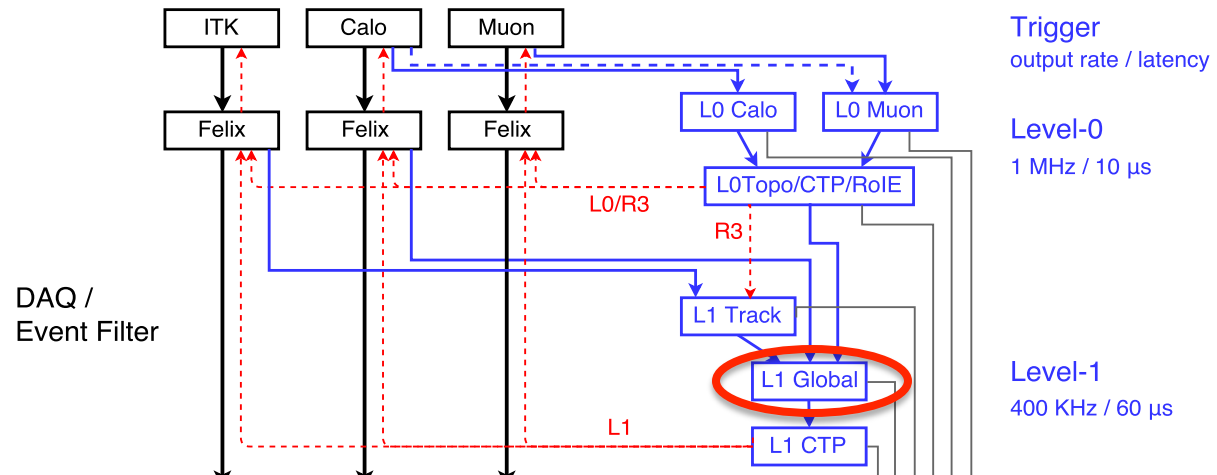 ITK
Calo
Muon
Trigger
output rate / latency
L0 Calo
L0 Muon
Felix
Felix
Felix
Level-0
1 MHz / 10 µs
L0Topo/CTP/RoIE
L0/R3
R3
DAQ /
Event Filter
L1 Track
L1 Global
Level-1
400 KHz / 60 µs
L1
L1 CTP